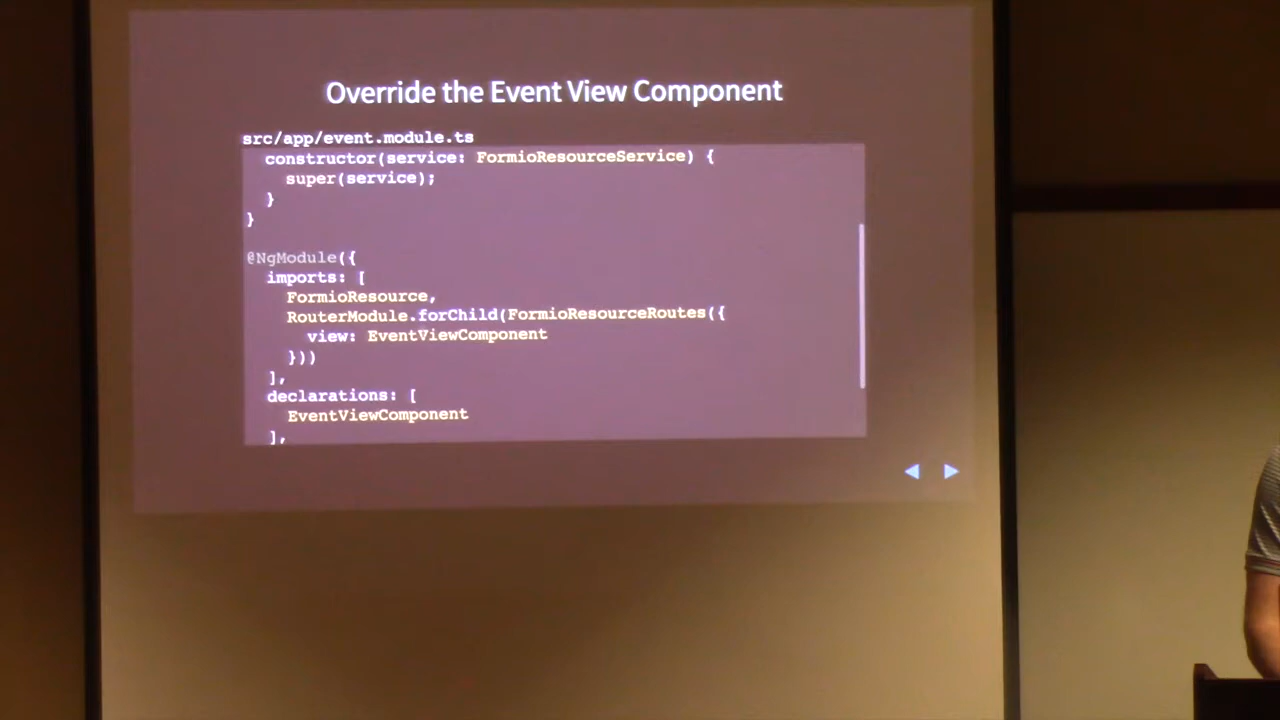 Override the Event View Component
src/app/event.module.ts
constructor(service: FormioResourceService) {
super(service);
}
}
@NgModule({
imports: [
FormioResource,
RouterModule.forChild(FormioResourceRoutes({
view: EventViewComponent
}))
],
declarations: [
EventViewComponent
],